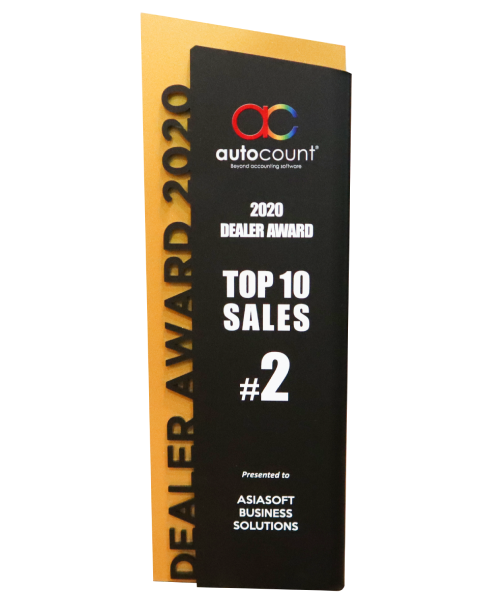 DEALER AWARD 2020
ac
autocount®
Beyond accounting software
2020
DEALER AWARD
TOP 10
SALES
#2
Presented to
ASIASOFT
BUSINESS
SOLUTIONS